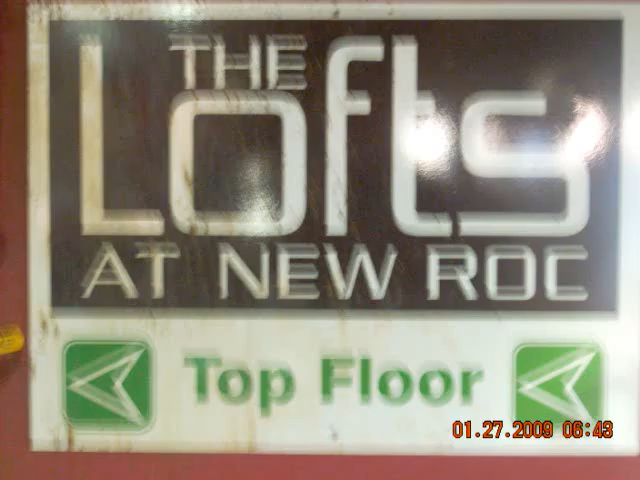 THE
Lofts
AT NEW ROC
Top Floor
01.27.2009 06:43